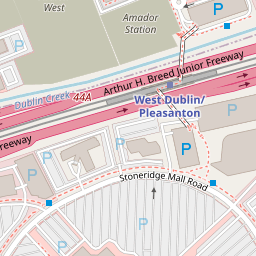 West
Amador
Station
Arthur H. Breed Junior Freeway
Dublin Creek
44A
West Dublin/
Pleasanton
Freeway
P
P
P
P
Stoneridge Mall Road
P
P
P